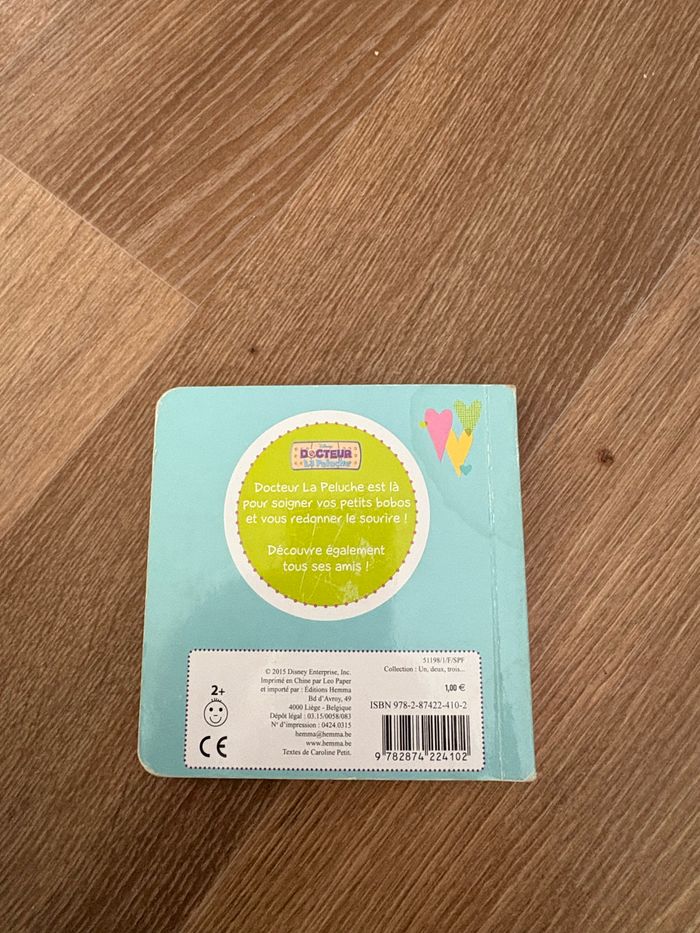 Disney
DOCTEUR
La Peluche
Docteur La Peluche est là
pour soigner vos petits bobos
et vous redonner le sourire !
Découvre également
tous ses amis !
2+
CE
© 2015 Disney Enterprise, Inc.
Imprimé en Chine par Leo Paper
et importé par : Éditions Hemma
Bd d'Avroy, 49
4000 Liège - Belgique
Dépôt légal : 03.15/0058/083
N° d'impression : 0424.0315
hemma@hemma.be
www.hemma.be
Textes de Caroline Petit.
51198/1/F/SPF
Collection : Un, deux, trois...
1,00 €
ISBN 978-2-87422-410-2
9 782874 224102